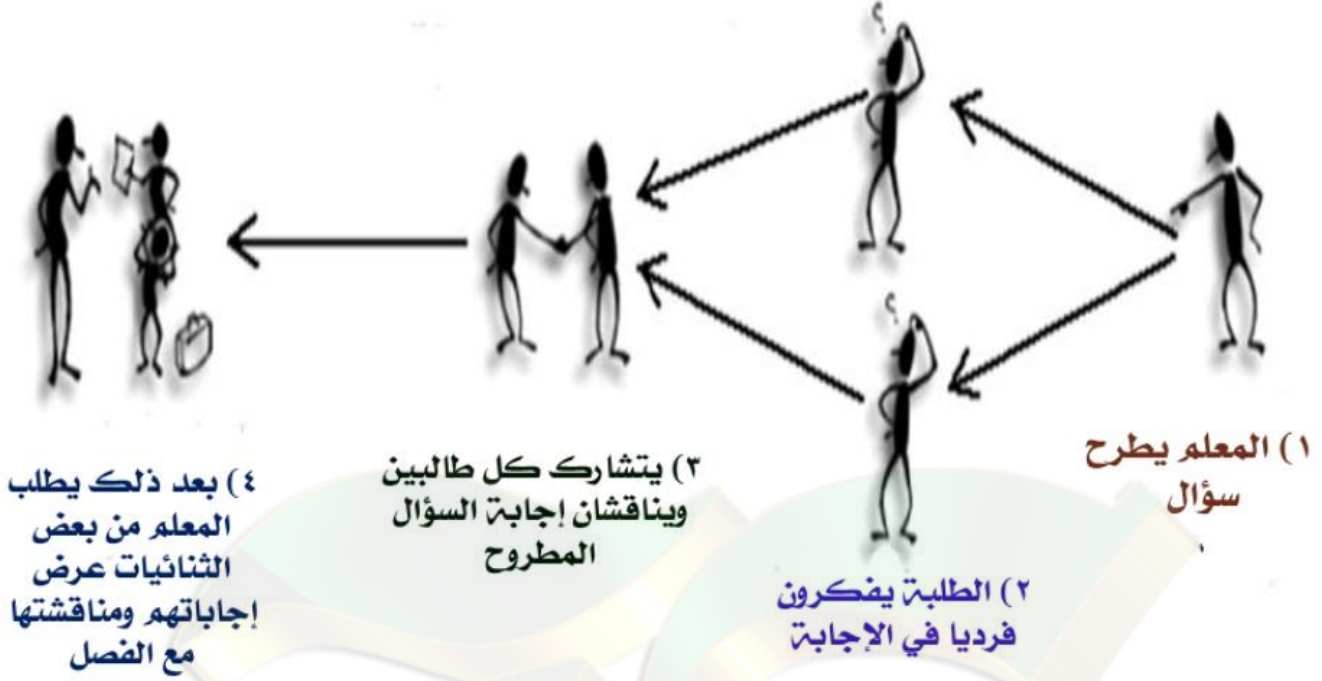 ١) المعلم يطرح
سؤال
٢) الطلبة يفكرون
فرديا في الإجابة
٣) يتشارك كل طالبين
ويناقشان إجابة السؤال
المطروح
٤) بعد ذلك يطلب
المعلم من بعض
الثنائيات عرض
إجاباتهم ومناقشتها
مع الفصل
؟
؟